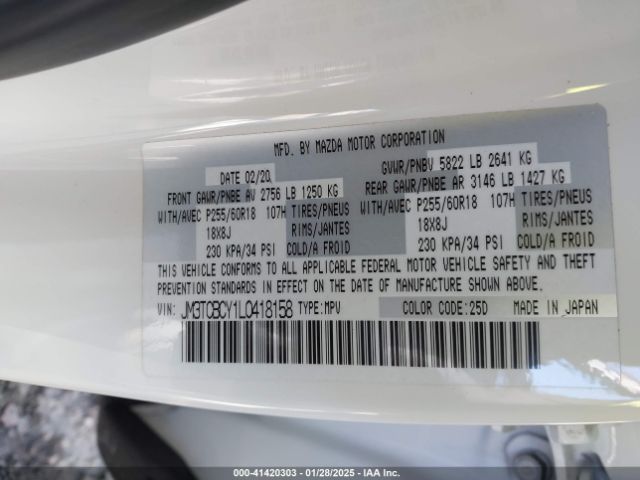 MFD. BY MAZDA MOTOR CORPORATION
DATE 02/20 GVWR/PNBV 5822 LB 2641 KG
FRONT GAWR/PNBE AV 2756 LB 1250 KG REAR GAWR/PNBE AR 3146 LB 1427 KG
WITH/AVEC P255/60R18 107H TIRES/PNEUS WITH/AVEC P255/60R18 107H TIRES/PNEUS
18X8J RIMS/JANTES 18X8J RIMS/JANTES
230 KPA/34 PSI COLD/A FROID 230 KPA/34 PSI COLD/A FROID
THIS VEHICLE CONFORMS TO ALL APPLICABLE FEDERAL MOTOR VEHICLE SAFETY AND THEFT
PREVENTION STANDARDS IN EFFECT ON THE DATE OF MANUFACTURE SHOWN ABOVE.
VIN: JM3TCBCY1L0418158 TYPE:MPV COLOR CODE:25D MADE IN JAPAN
000-41420303 — 01/28/2025 — IAA Inc.